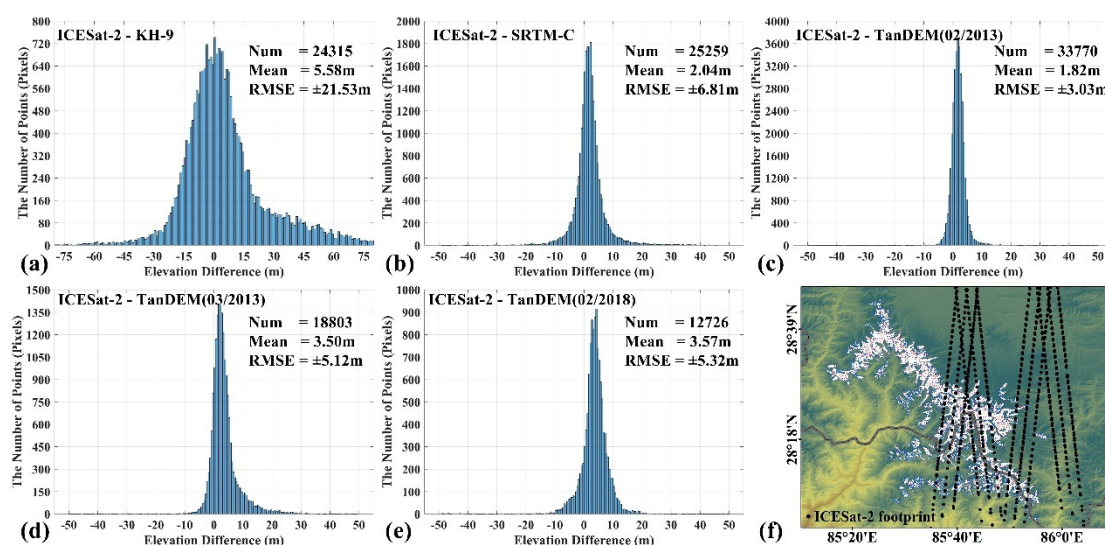 ICESat-2 - KH-9
Num = 24315
Mean = 5.58m
RMSE = ±21.53m
The Number of Points (Pixels)
800
720
640
560
480
400
320
240
160
80
0
-75 -60 -45 -30 -15 0 15 30 45 60 75
Elevation Difference (m)
(a)
ICESat-2 - SRTM-C
Num = 25259
Mean = 2.04m
RMSE = ±6.81m
The Number of Points (Pixels)
2000
1800
1600
1400
1200
1000
800
600
400
200
0
-50 -40 -30 -20 -10 0 10 20 30 40 50
Elevation Difference (m)
(b)
ICESat-2 - TanDEM(02/2013)
Num = 33770
Mean = 1.82m
RMSE = ±3.03m
The Number of Points (Pixels)
4000
3600
3200
2800
2400
2000
1600
1200
800
400
0
-50 -40 -30 -20 -10 0 10 20 30 40 50
Elevation Difference (m)
(c)
ICESat-2 - TanDEM(03/2013)
Num = 18803
Mean = 3.50m
RMSE = ±5.12m
The Number of Points (Pixels)
1500
1350
1200
1050
900
750
600
450
300
150
0
-50 -40 -30 -20 -10 0 10 20 30 40 50
Elevation Difference (m)
(d)
ICESat-2 - TanDEM(02/2018)
Num = 12726
Mean = 3.57m
RMSE = ±5.32m
The Number of Points (Pixels)
1000
900
800
700
600
500
400
300
200
100
0
-50 -40 -30 -20 -10 0 10 20 30 40 50
Elevation Difference (m)
(e)
28°39′N
28°18′N
ICESat-2 footprint
85°20′E 85°40′E 86°0′E
(f)